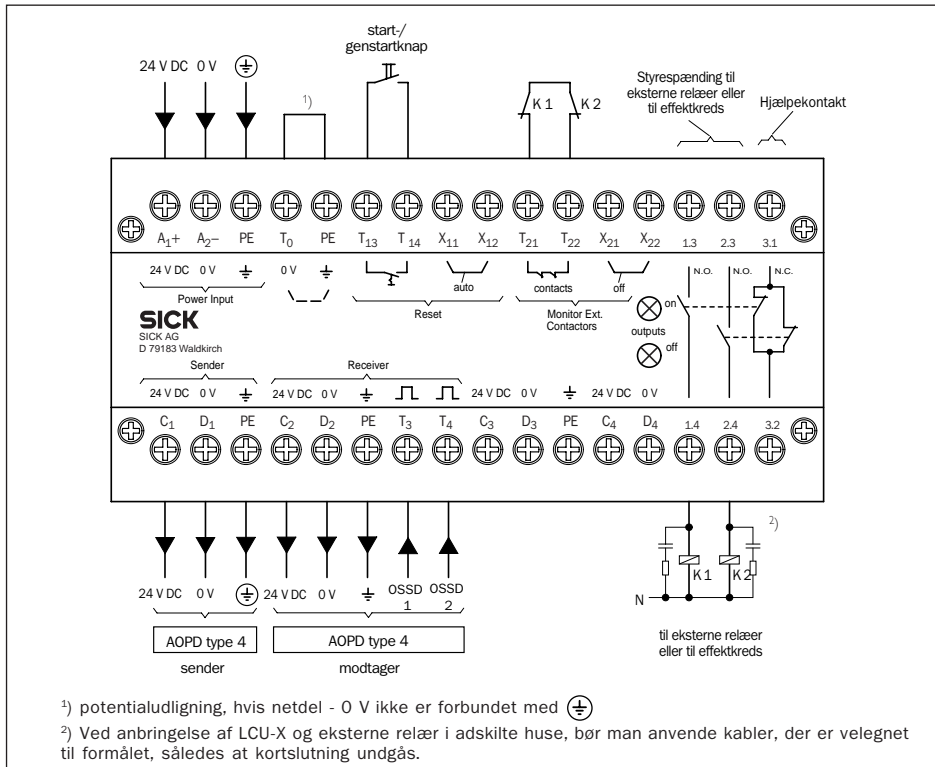 start-/
genstartknap
24 V DC 0 V
1)
K 1 K 2
Styrespænding til
eksterne relæer eller
til effektkreds
Hjælpekontakt
A1+ A2– PE T0 PE T13 T 14 X11 X12 T21 T22 X21 X22 1.3 2.3 3.1
24 V DC 0 V 0 V auto contacts off N.O. N.O. N.C.
Power Input Reset Monitor Ext.
Contactors
on
outputs
off
SICK
SICK AG
D 79183 Waldkirch
Sender Receiver
24 V DC 0 V 24 V DC 0 V 24 V DC 0 V 24 V DC 0 V
C1 D1 PE C2 D2 PE T3 T4 C3 D3 PE C4 D4 1.4 2.4 3.2
2)
K1 K2
N
24 V DC 0 V 24 V DC 0 V OSSD
1 OSSD
2
AOPD type 4 AOPD type 4
sender modtager
til eksterne relæer
eller til effektkreds
1) potentialudligning, hvis netdel - 0 V ikke er forbundet med
2) Ved anbringelse af LCU-X og eksterne relær i adskilte huse, bør man anvende kabler, der er velegnet
til formålet, således at kortslutning undgås.